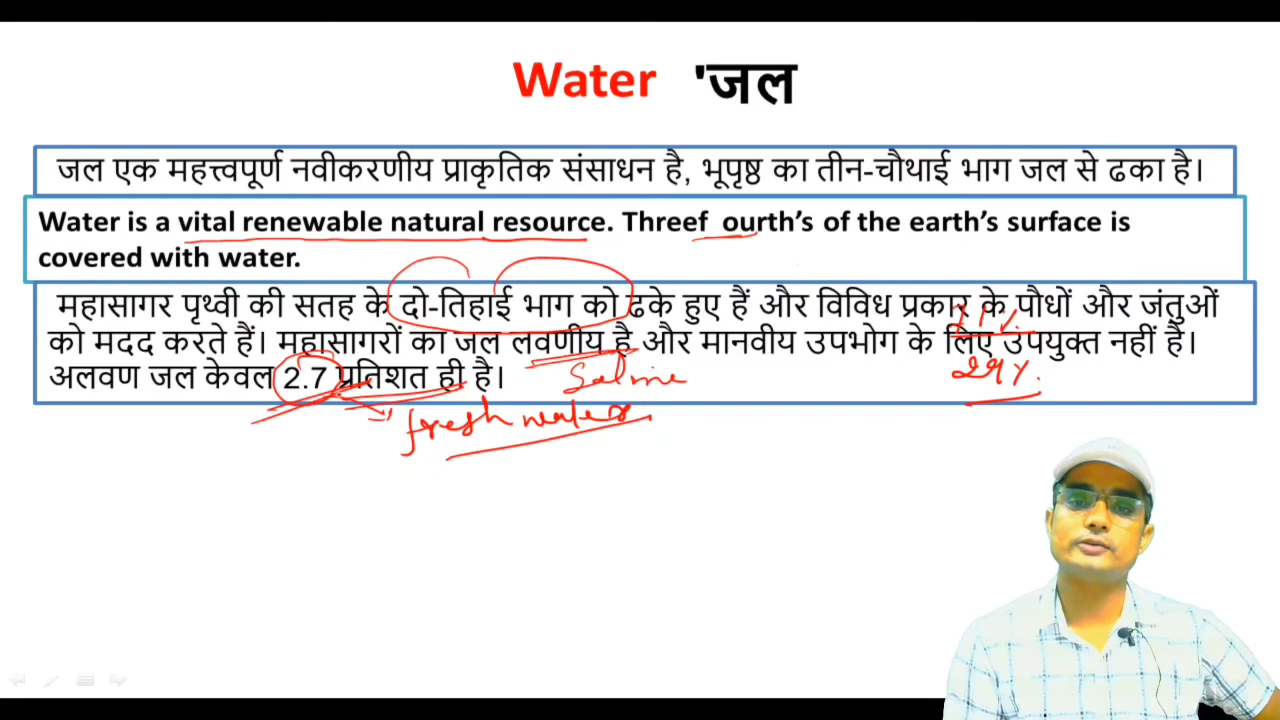 Water 'जल
जल एक महत्त्वपूर्ण नवीकरणीय प्राकृतिक संसाधन है, भूपृष्ठ का तीन-चौथाई भाग जल से ढका है।
Water is a vital renewable natural resource. Threef ourth's of the earth's surface is
covered with water.
महासागर पृथ्वी की सतह के दो-तिहाई भाग को ढके हुए हैं और विविध प्रकार के पौधों और जंतुओं
को मदद करते हैं। महासागरों का जल लवणीय है और मानवीय उपभोग के लिए उपयुक्त नहीं है।
71%.
अलवण जल केवल 2.7 प्रतिशत ही है।
Saline
29%.
fresh water